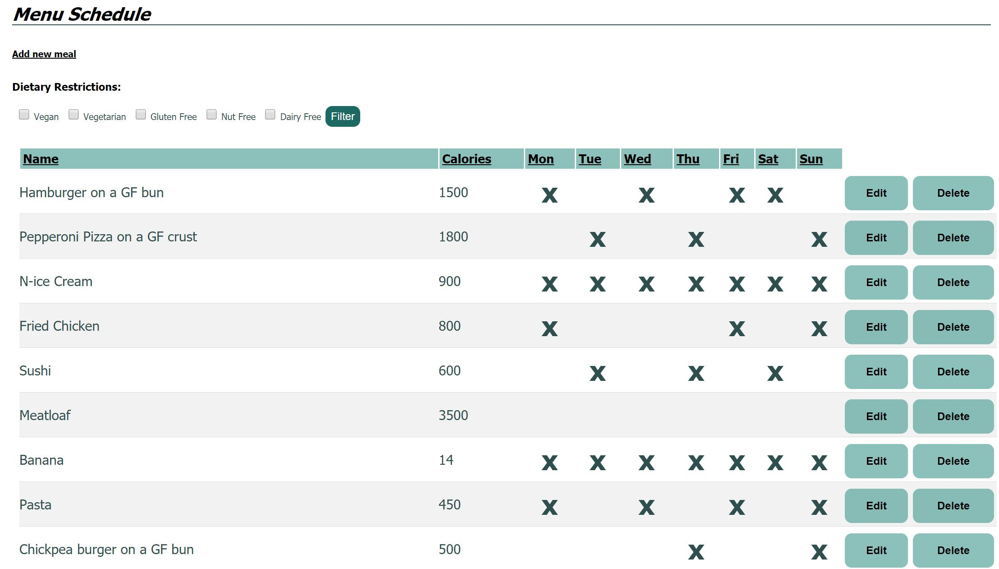 Menu Schedule
Add new meal
Dietary Restrictions:
Vegan Vegetarian Gluten Free Nut Free Dairy Free Filter
Name Calories Mon Tue Wed Thu Fri Sat Sun
Hamburger on a GF bun 1500 x x x x Edit Delete
Pepperoni Pizza on a GF crust 1800 x x x Edit Delete
N-ice Cream 900 x x x x x x x Edit Delete
Fried Chicken 800 x x x Edit Delete
Sushi 600 x x x Edit Delete
Meatloaf 3500 Edit Delete
Banana 14 x x x x x x x Edit Delete
Pasta 450 x x x x Edit Delete
Chickpea burger on a GF bun 500 x x Edit Delete